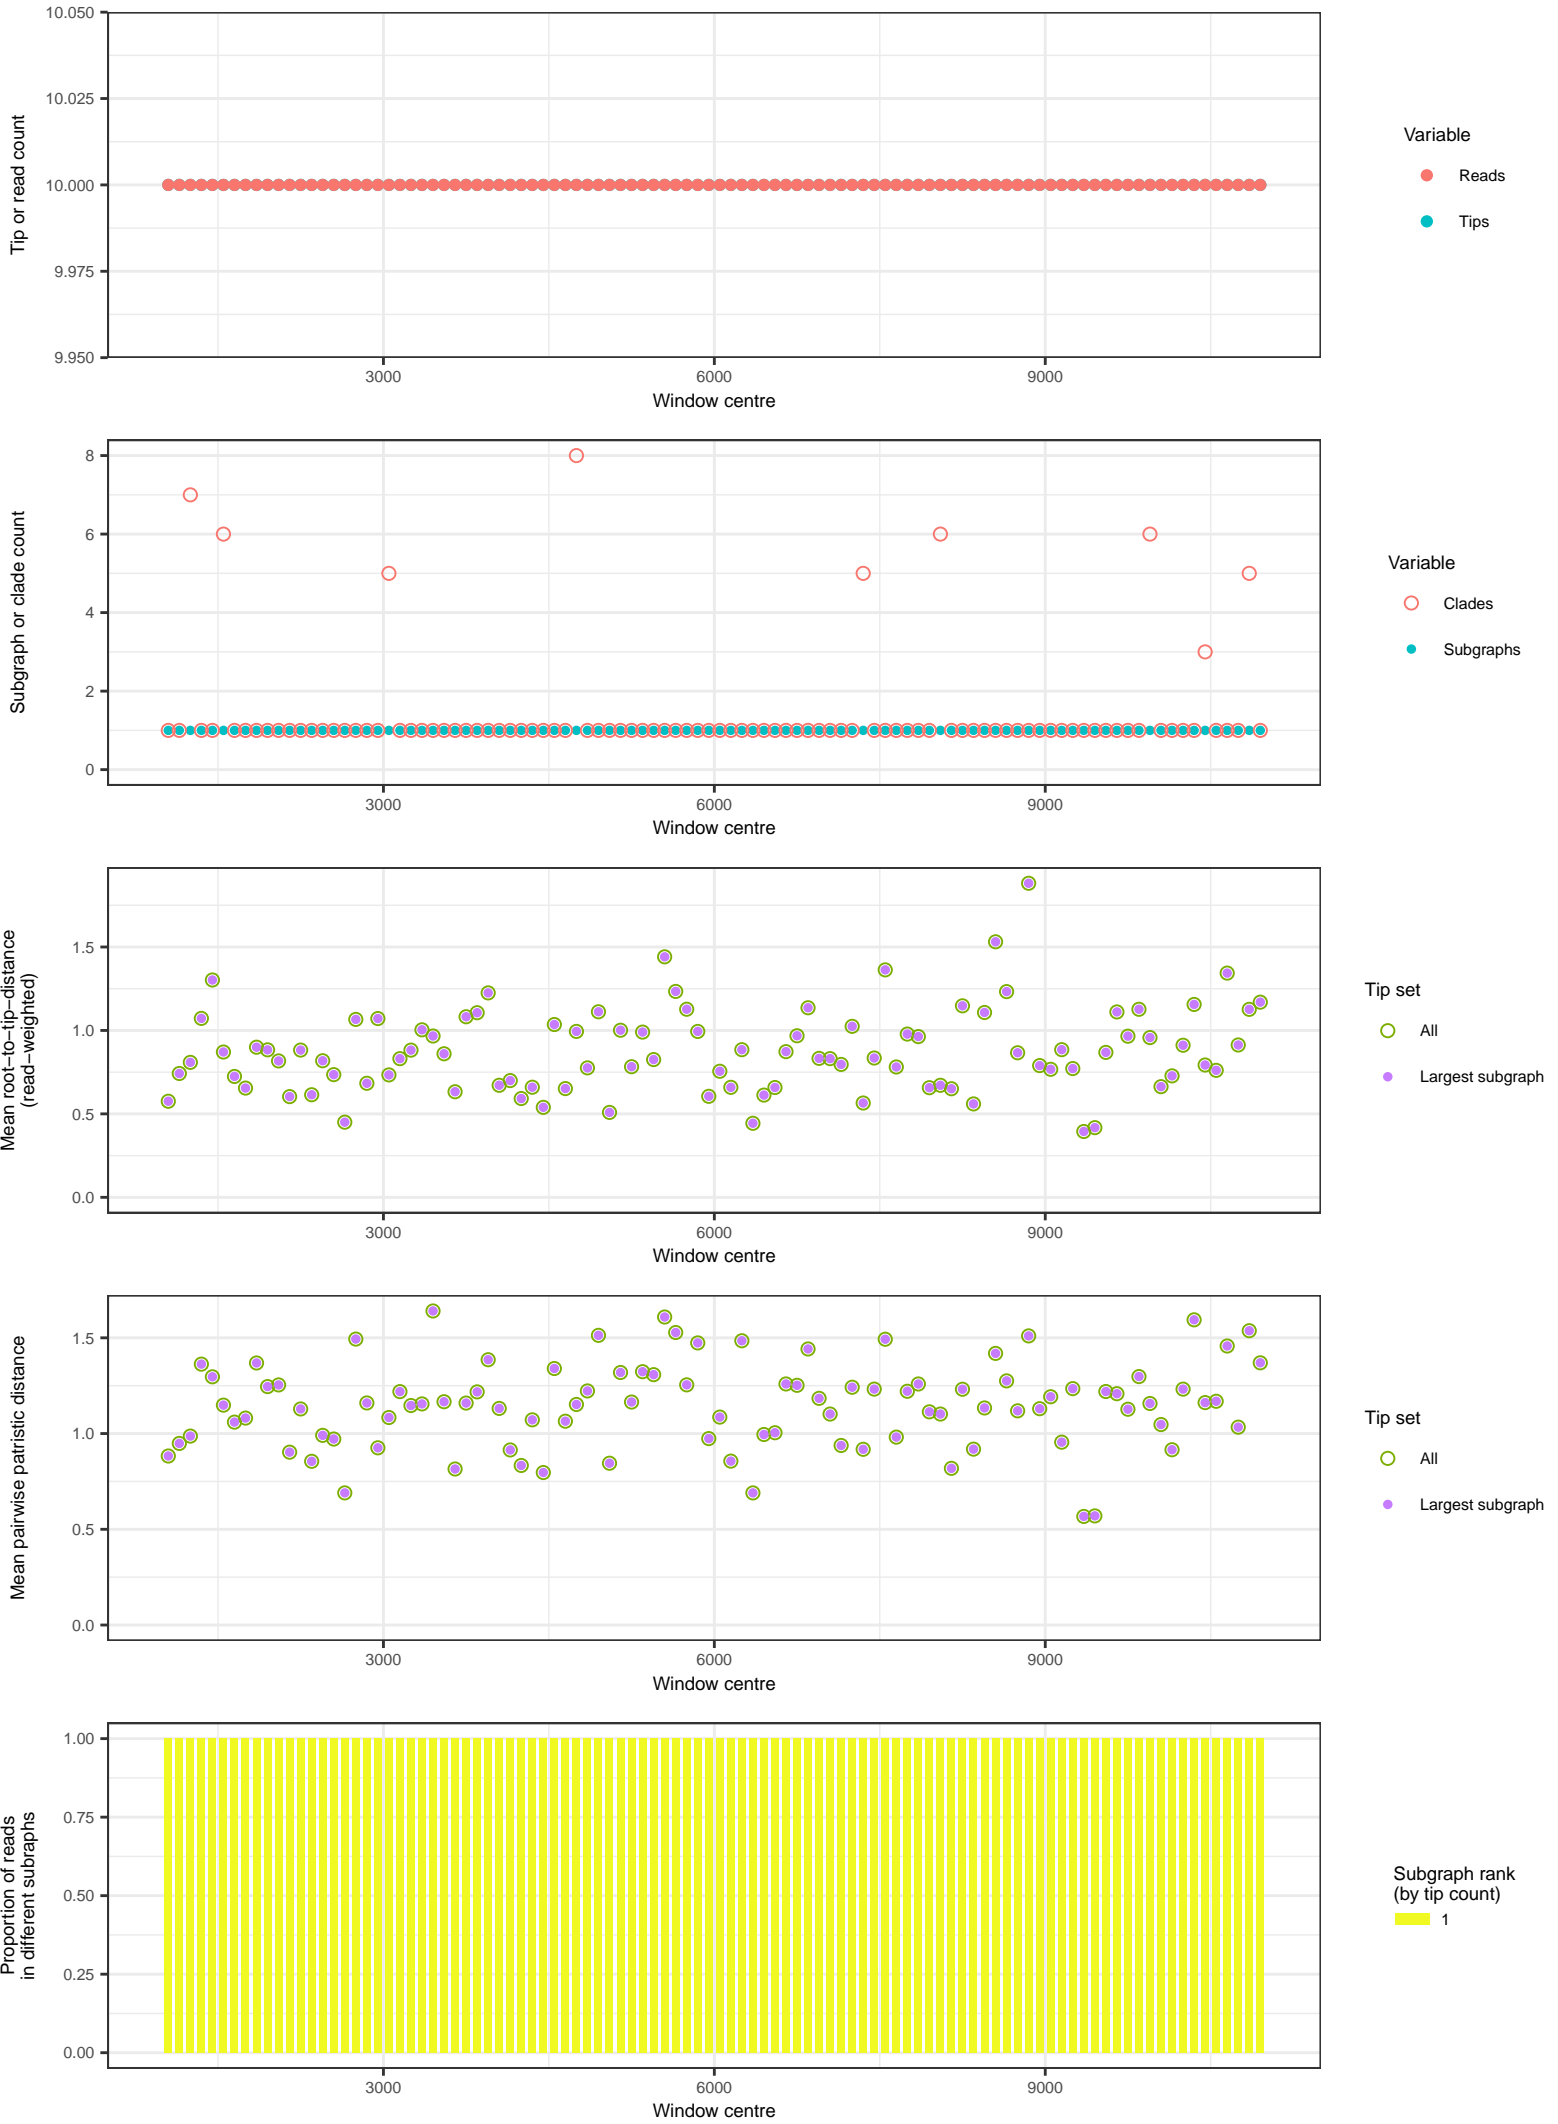 10.050
10.025
10.000
9.975
9.950
Tip or read count
3000 6000 9000
Window centre
Variable
Reads
Tips
8
6
4
2
0
Subgraph or clade count
3000 6000 9000
Window centre
Variable
Clades
Subgraphs
1.5
1.0
0.5
0.0
Mean root−to−tip−distance
(read−weighted)
3000 6000 9000
Window centre
Tip set
All
Largest subgraph
1.5
1.0
0.5
0.0
Mean pairwise patristic distance
3000 6000 9000
Window centre
Tip set
All
Largest subgraph
1.00
0.75
0.50
0.25
0.00
Proportion of reads
in different subraphs
3000 6000 9000
Window centre
Subgraph rank
(by tip count)
1